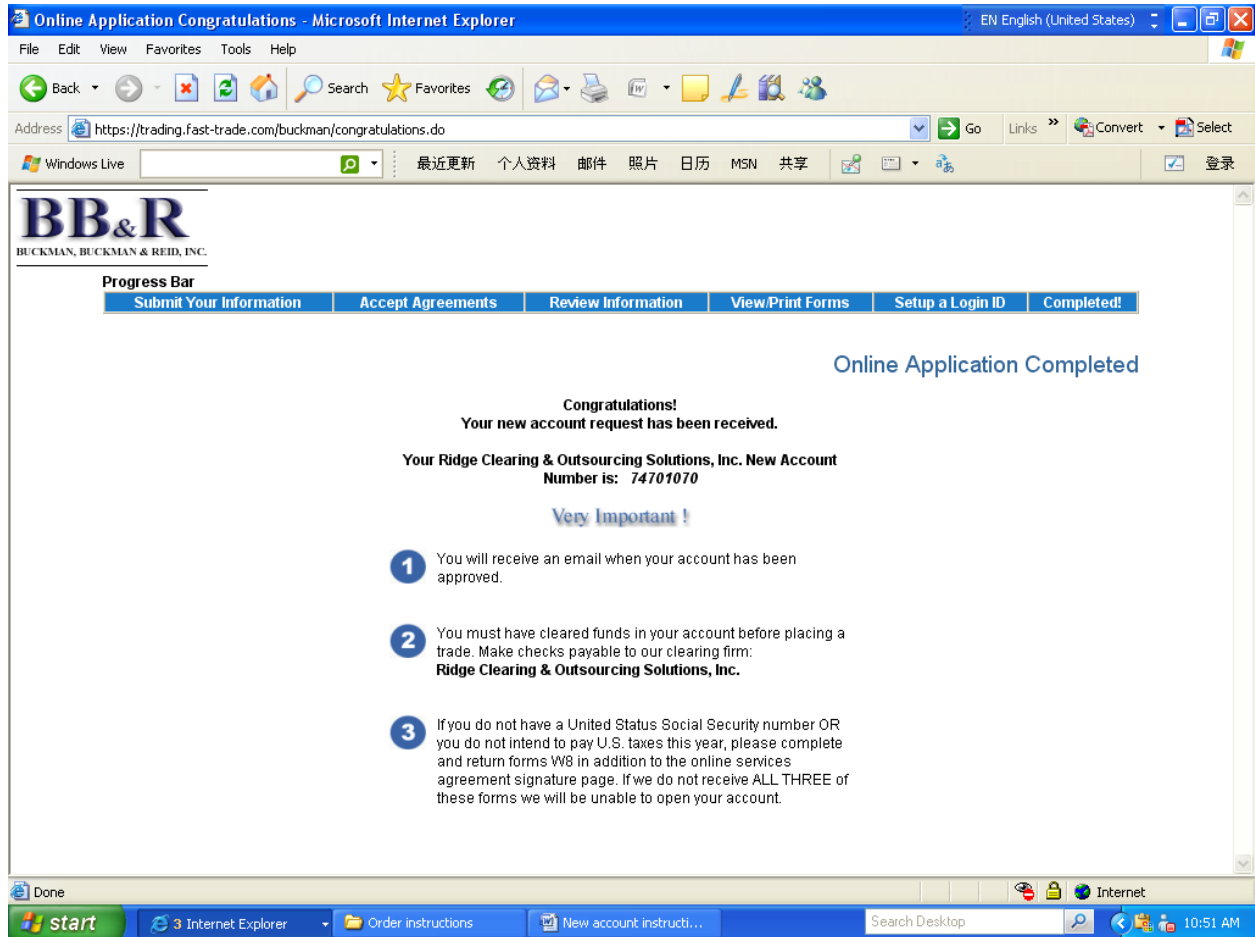 Online Application Congratulations - Microsoft Internet Explorer
EN English (United States)
File Edit View Favorites Tools Help
Back Search Favorites
Address https://trading.fast-trade.com/buckman/congratulations.do Go Links » Convert Select
Windows Live 最近更新 个人资料 邮件 照片 日历 MSN 共享 登录
BB&R
BUCKMAN, BUCKMAN & REID, INC.
Progress Bar
Submit Your Information Accept Agreements Review Information View/Print Forms Setup a Login ID Completed!
Online Application Completed
Congratulations!
Your new account request has been received.
Your Ridge Clearing & Outsourcing Solutions, Inc. New Account
Number is: 74701070
Very Important !
1 You will receive an email when your account has been
approved.
2 You must have cleared funds in your account before placing a
trade. Make checks payable to our clearing firm:
Ridge Clearing & Outsourcing Solutions, Inc.
3 If you do not have a United Status Social Security number OR
you do not intend to pay U.S. taxes this year, please complete
and return forms W8 in addition to the online services
agreement signature page. If we do not receive ALL THREE of
these forms we will be unable to open your account.
Done Internet
start 3 Internet Explorer Order instructions New account instructi... Search Desktop 10:51 AM